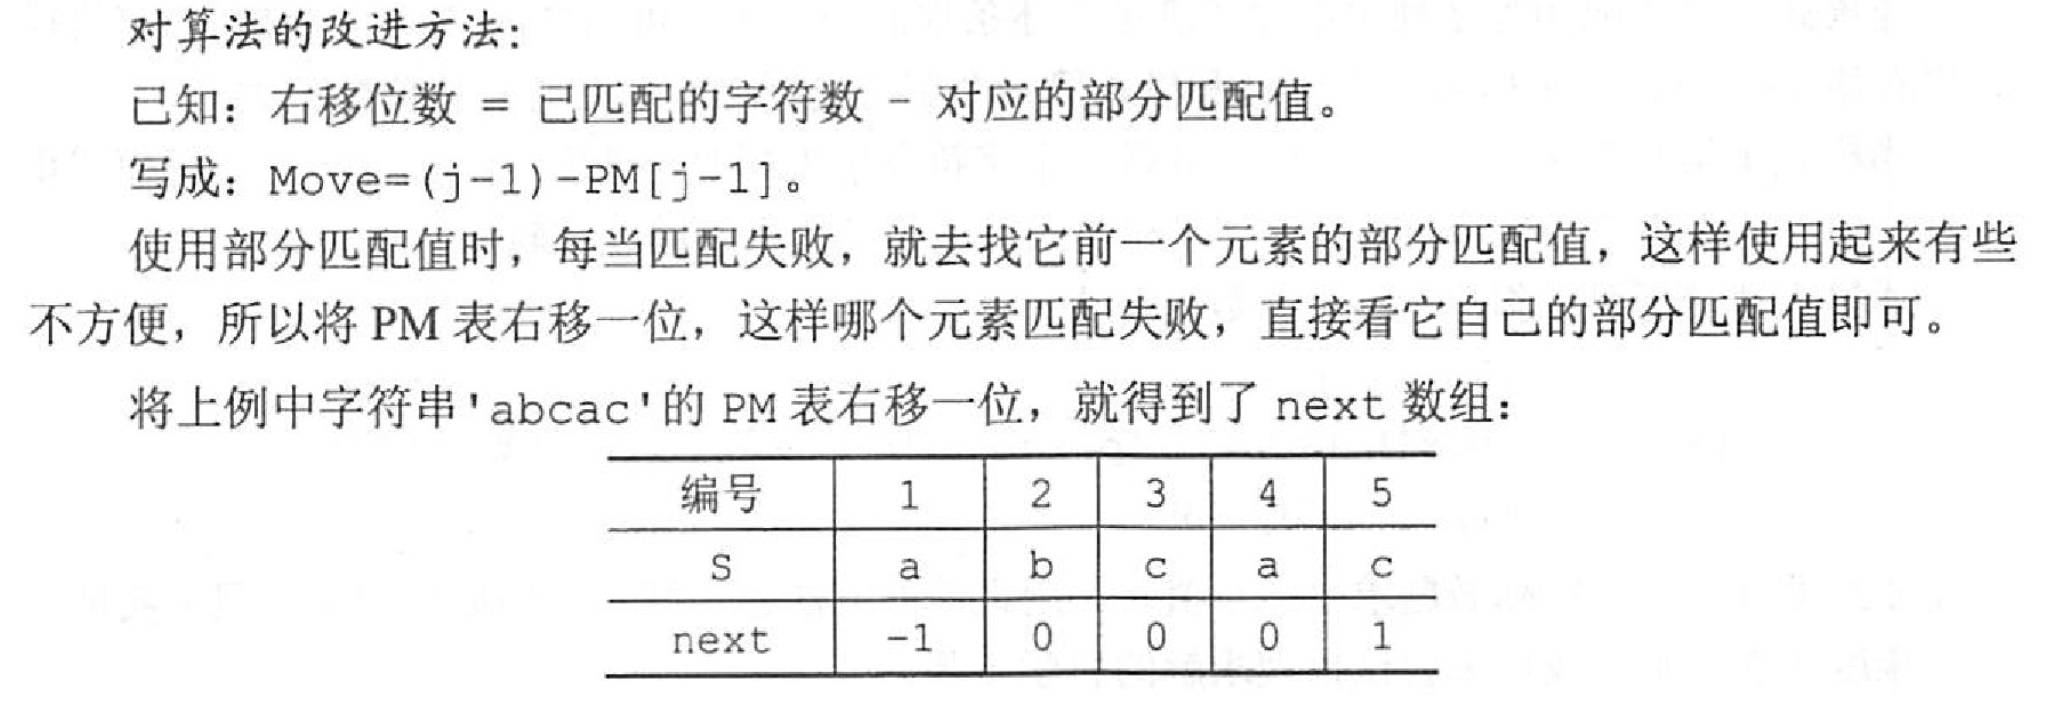 对算法的改进方法:
已知：右移位数 = 已匹配的字符数 - 对应的部分匹配值。
写成：Move=(j-1)-PM[j-1]。
使用部分匹配值时，每当匹配失败，就去找它前一个元素的部分匹配值，这样使用起来有些
不方便，所以将 PM 表右移一位，这样哪个元素匹配失败，直接看它自己的部分匹配值即可。
将上例中字符串'abcac'的 PM 表右移一位，就得到了 next 数组：
编号 1 2 3 4 5
S a b c a c
next -1 0 0 0 1